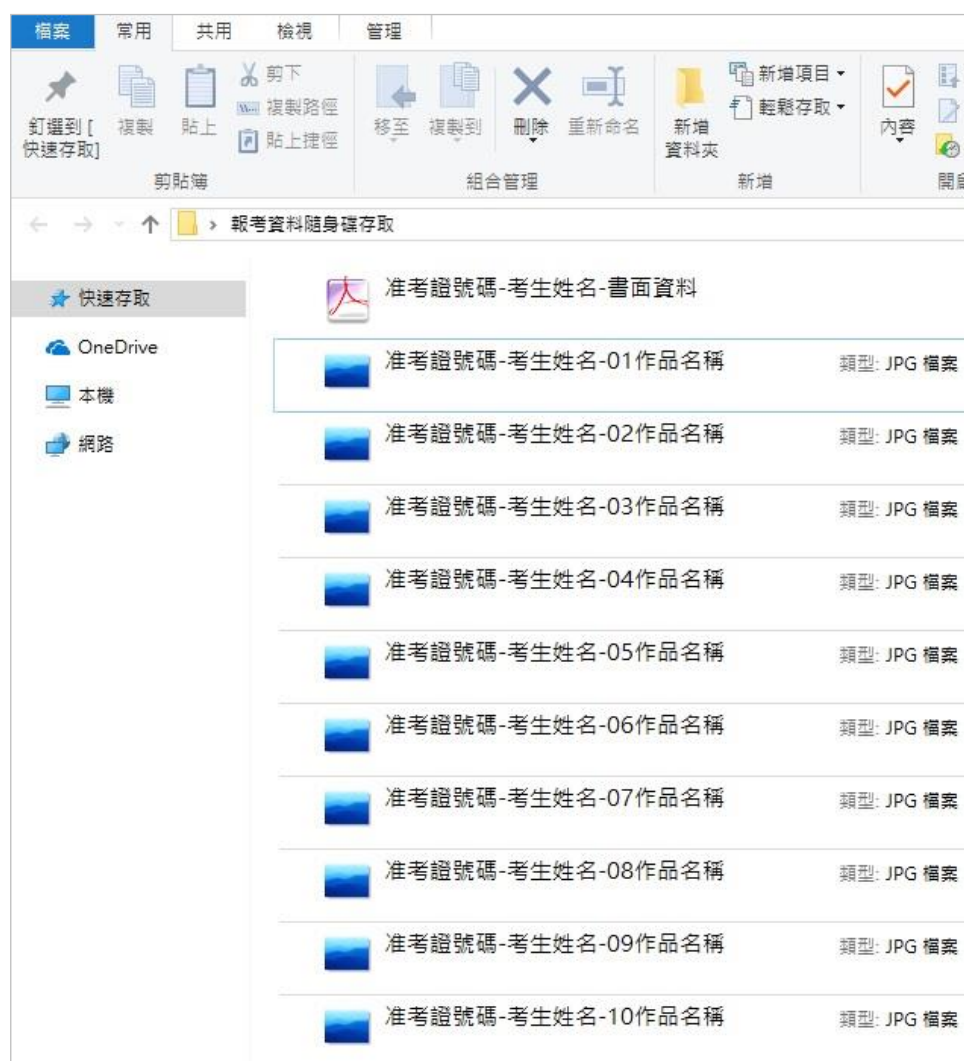 檔案 常用 共用 檢視 管理
釘選到 [
快速存取]
複製
貼上
剪下
複製路徑
貼上捷徑
剪貼簿
移至
複製到
刪除
重新命名
組合管理
新增
資料夾
新增項目
輕鬆存取
新增
內容
報考資料隨身碟存取
快速存取
OneDrive
本機
網路
准考證號碼-考生姓名-書面資料
准考證號碼-考生姓名-01作品名稱 類型: JPG 檔案
准考證號碼-考生姓名-02作品名稱 類型: JPG 檔案
准考證號碼-考生姓名-03作品名稱 類型: JPG 檔案
准考證號碼-考生姓名-04作品名稱 類型: JPG 檔案
准考證號碼-考生姓名-05作品名稱 類型: JPG 檔案
准考證號碼-考生姓名-06作品名稱 類型: JPG 檔案
准考證號碼-考生姓名-07作品名稱 類型: JPG 檔案
准考證號碼-考生姓名-08作品名稱 類型: JPG 檔案
准考證號碼-考生姓名-09作品名稱 類型: JPG 檔案
准考證號碼-考生姓名-10作品名稱 類型: JPG 檔案